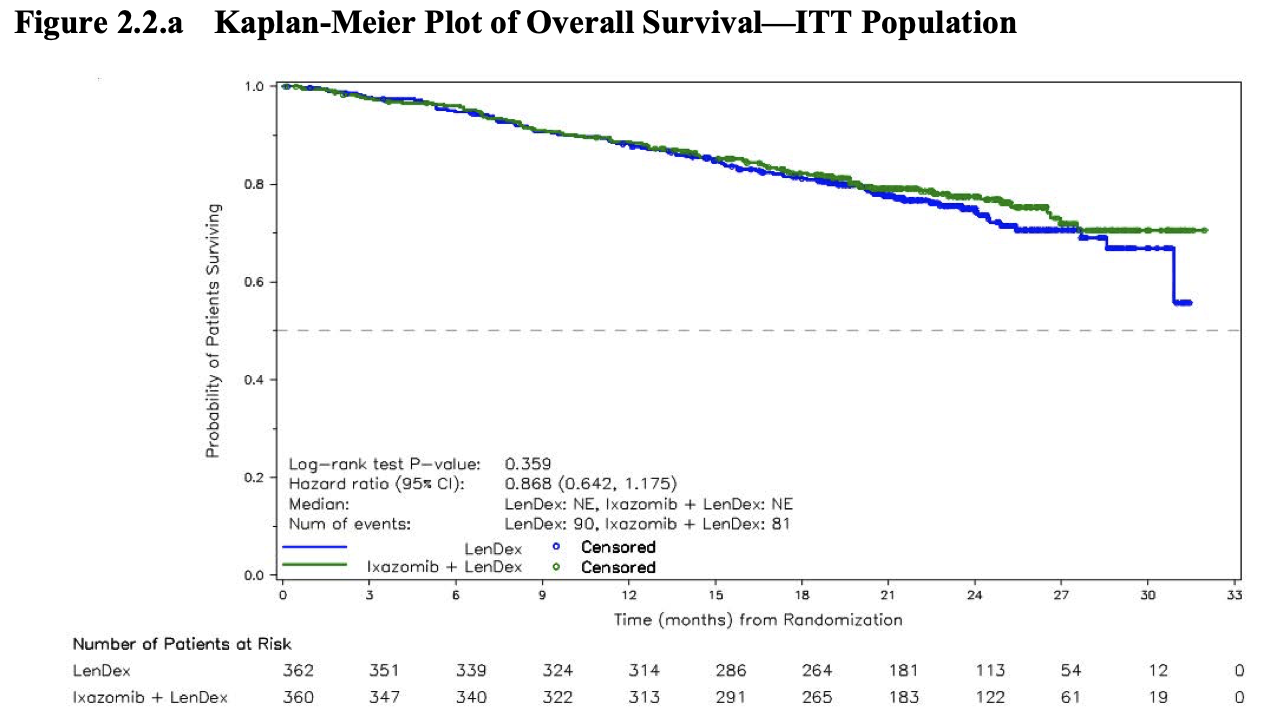 Figure 2.2.a Kaplan-Meier Plot of Overall Survival—ITT Population
Probability of Patients Surviving
1.0
0.8
0.6
0.4
0.2
0.0
Log-rank test P-value: 0.359
Hazard ratio (95% CI): 0.868 (0.642, 1.175)
Median: LenDex: NE, Ixazomib + LenDex: NE
Num of events: LenDex: 90, Ixazomib + LenDex: 81
LenDex Censored
Ixazomib + LenDex Censored
0 3 6 9 12 15 18 21 24 27 30 33
Time (months) from Randomization
Number of Patients at Risk
LenDex 362 351 339 324 314 286 264 181 113 54 12 0
Ixazomib + LenDex 360 347 340 322 313 291 265 183 122 61 19 0